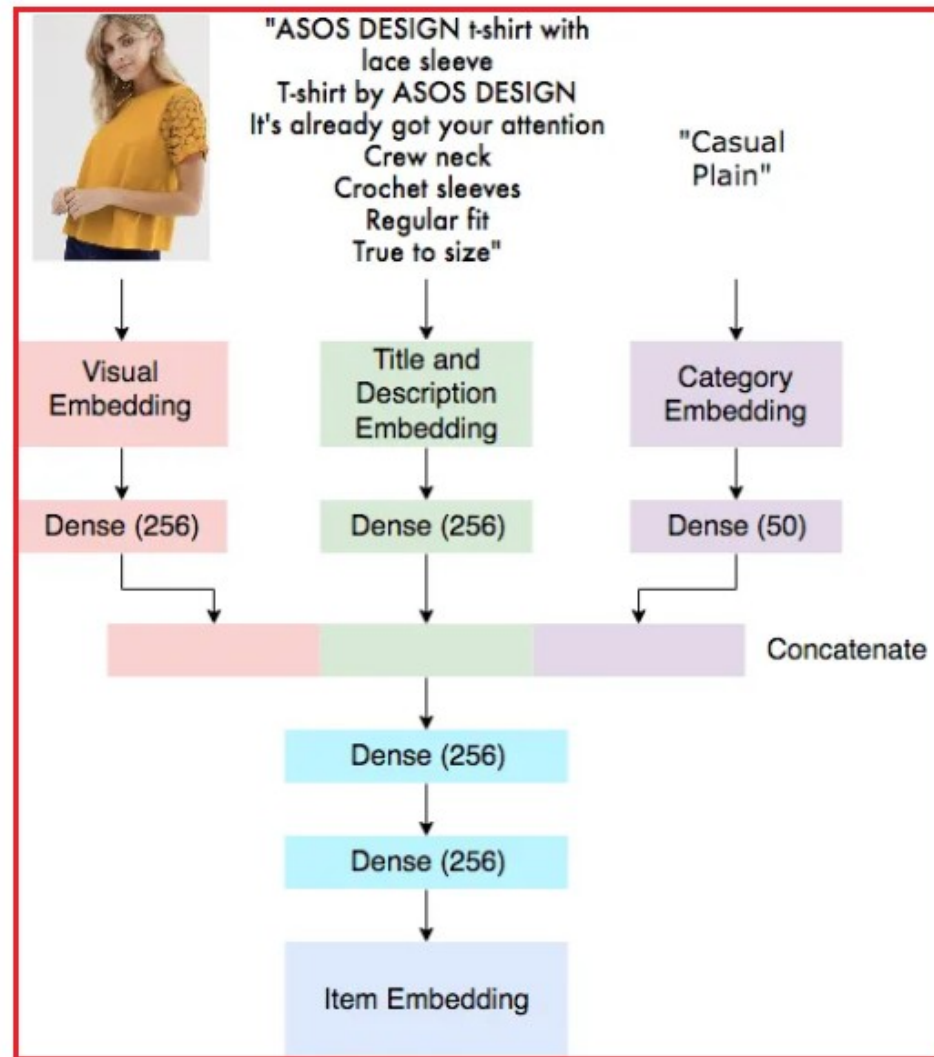 "ASOS DESIGN t-shirt with
lace sleeve
T-shirt by ASOS DESIGN
It's already got your attention
Crew neck
Crochet sleeves
Regular fit
True to size"
"Casual
Plain"
Visual
Embedding
Title and
Description
Embedding
Category
Embedding
Dense (256)
Dense (256)
Dense (50)
Concatenate
Dense (256)
Dense (256)
Item Embedding